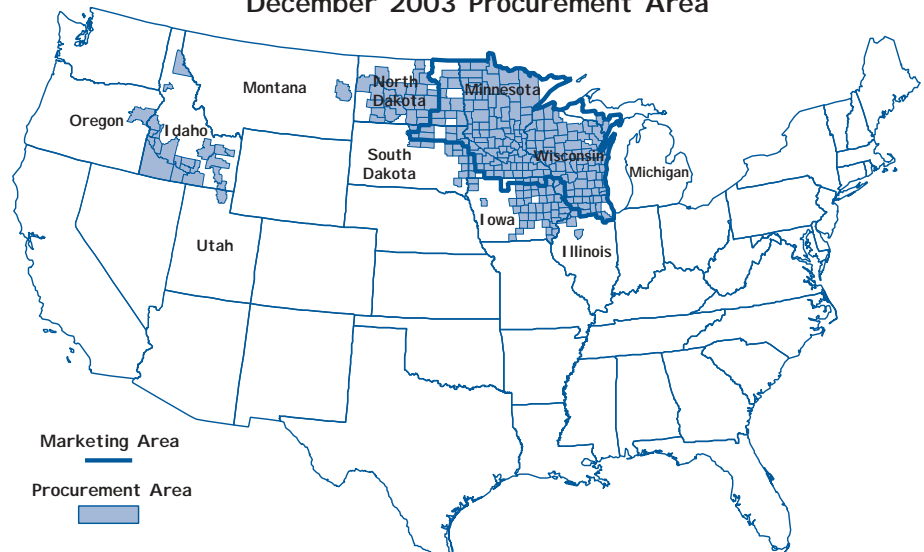 December 2003 Procurement Area
Montana
North
Dakota
Minnesota
Oregon
Idaho
South
Dakota
Wisconsin
Michigan
Iowa
Utah
Illinois
Marketing Area
Procurement Area